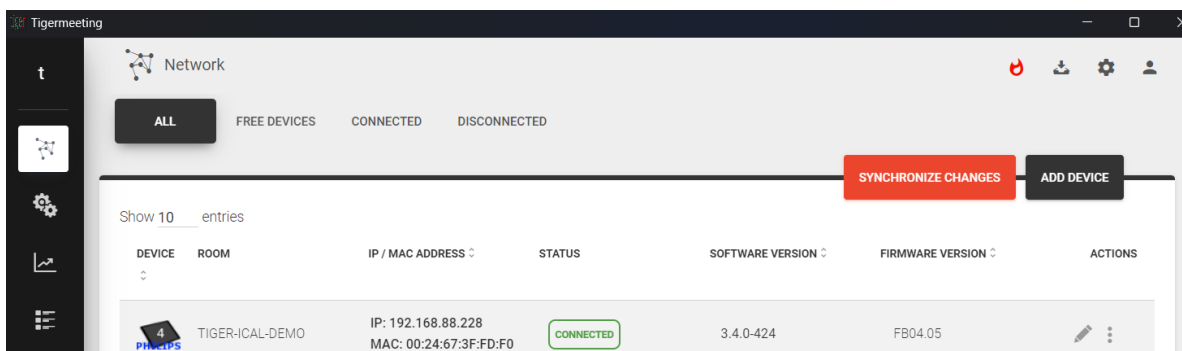 Tigermeeting
t
Network
ALL FREE DEVICES CONNECTED DISCONNECTED
SYNCHRONIZE CHANGES ADD DEVICE
Show 10 entries
DEVICE ROOM IP / MAC ADDRESS STATUS SOFTWARE VERSION FIRMWARE VERSION ACTIONS
4
PHILIPS
TIGER-ICAL-DEMO
IP: 192.168.88.228
MAC: 00:24:67:3F:FD:F0
CONNECTED
3.4.0-424
FB04.05